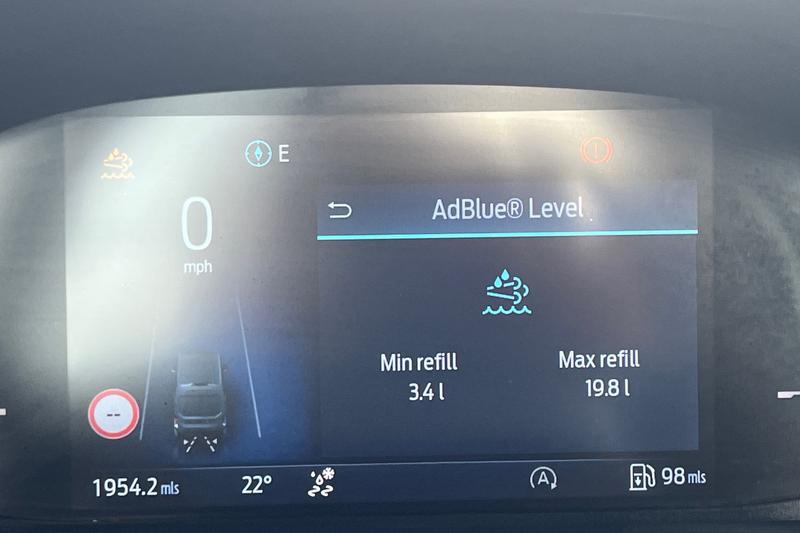 E
0
mph
AdBlue® Level
Min refill
3.4 l
Max refill
19.8 l
--
1954.2 mls
22°
A
98 mls